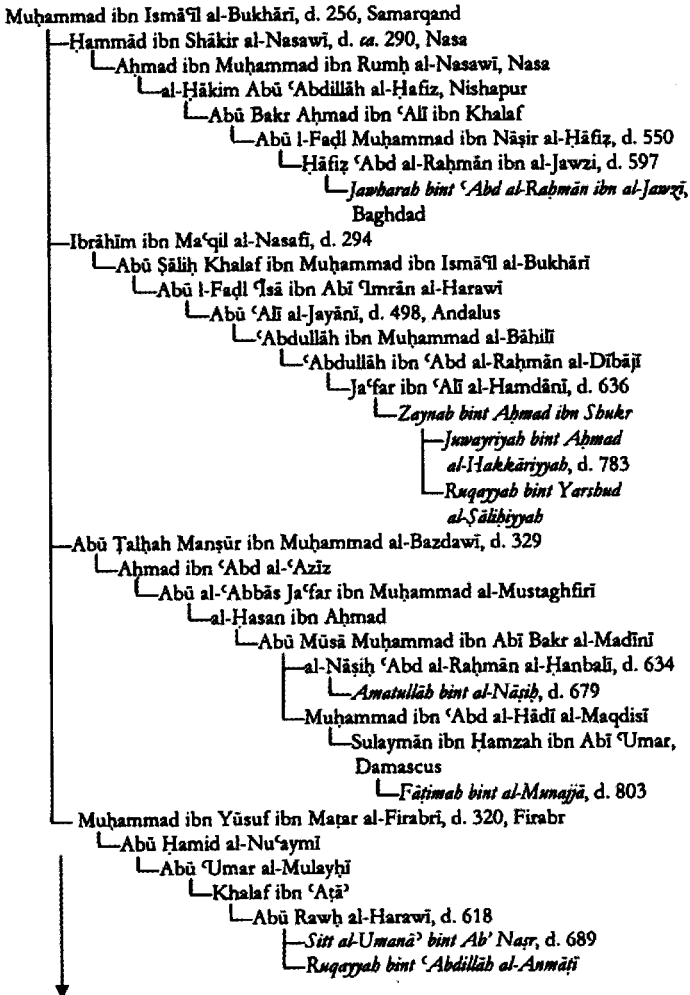 Muḥammad ibn Ismāʿīl al-Bukhārī, d. 256, Samarqand
Ḥammād ibn Shākir al-Nasawī, d. ca. 290, Nasa
Aḥmad ibn Muḥammad ibn Rumḥ al-Nasawī, Nasa
al-Ḥākim Abū ʿAbdillāh al-Ḥafiẓ, Nishapur
Abū Bakr Aḥmad ibn ʿAlī ibn Khalaf
Abū l-Faḍl Muḥammad ibn Nāṣir al-Ḥāfiẓ, d. 550
Ḥāfiẓ ʿAbd al-Raḥmān ibn al-Jawzi, d. 597
Jawharah bint ʿAbd al-Raḥmān ibn al-Jawzī,
Baghdad
Ibrāhīm ibn Maʿqil al-Nasafī, d. 294
Abū Ṣāliḥ Khalaf ibn Muḥammad ibn Ismāʿīl al-Bukhārī
Abū l-Faḍl ʿĪsā ibn Abī ʿImrān al-Harawī
Abū ʿAlī al-Jayānī, d. 498, Andalus
ʿAbdullāh ibn Muḥammad al-Bāhilī
ʿAbdullāh ibn ʿAbd al-Raḥmān al-Dībājī
Jaʿfar ibn ʿAlī al-Hamdānī, d. 636
Zaynab bint Aḥmad ibn Shukr
Juwayriyah bint Aḥmad
al-Hakkāriyyah, d. 783
Ruqayyah bint Yarshud
al-Ṣāliḥiyyah
Abū Ṭalḥah Manṣūr ibn Muḥammad al-Bazdawī, d. 329
Aḥmad ibn ʿAbd al-ʿAzīz
Abū al-ʿAbbās Jaʿfar ibn Muḥammad al-Mustaghfirī
al-Ḥasan ibn Aḥmad
Abū Mūsā Muḥammad ibn Abī Bakr al-Madīnī
al-Nāṣiḥ ʿAbd al-Raḥmān al-Ḥanbalī, d. 634
Amatullāh bint al-Nāṣiḥ, d. 679
Muḥammad ibn ʿAbd al-Hādī al-Maqdisī
Sulaymān ibn Ḥamzah ibn Abī ʿUmar,
Damascus
Fāṭimah bint al-Munajjā, d. 803
Muḥammad ibn Yūsuf ibn Maṭar al-Firabrī, d. 320, Firabr
Abū Ḥamid al-Nuʿaymī
Abū ʿUmar al-Mulayḥī
Khalaf ibn ʿAṭāʾ
Abū Rawḥ al-Harawī, d. 618
Sitt al-Umanāʾ bint Ab' Naṣr, d. 689
Ruqayyah bint ʿAbdillāh al-Anmāṭī